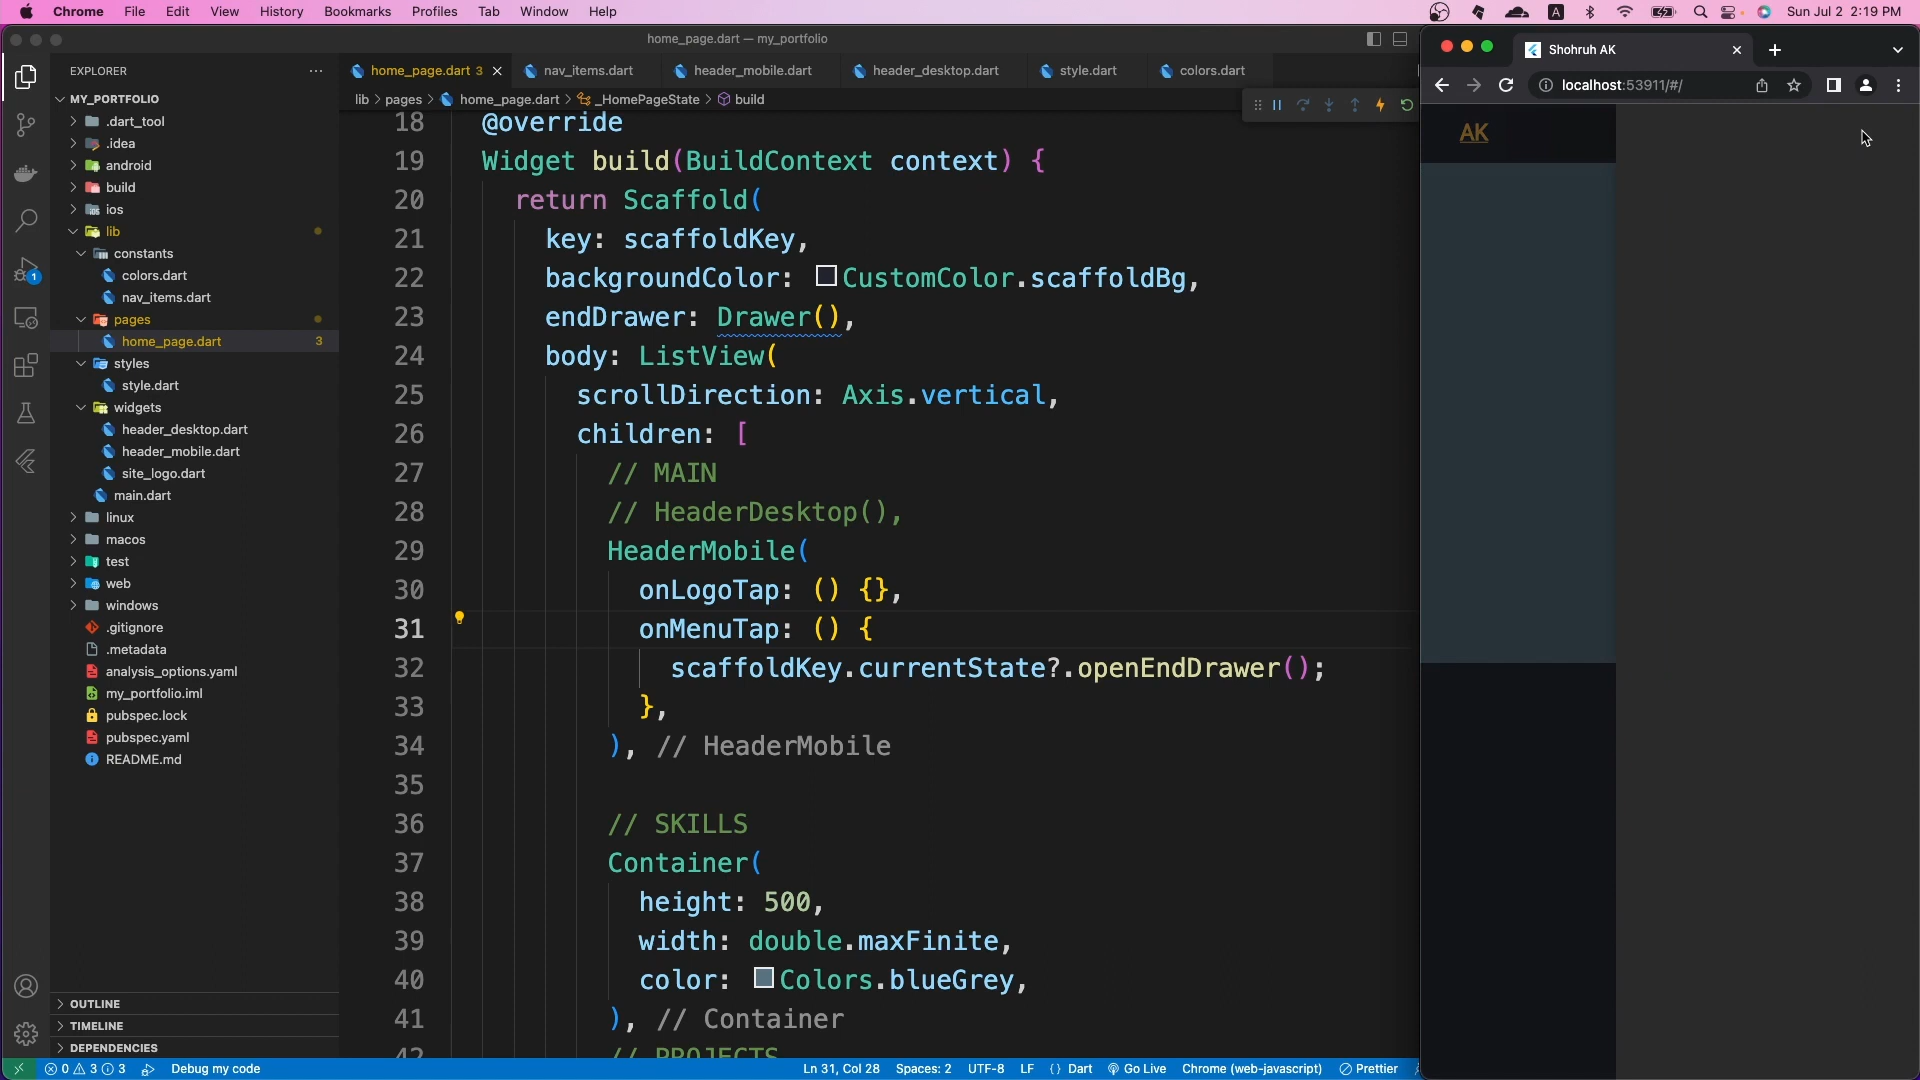 Chrome File Edit View History Bookmarks Profiles Tab Window Help
A Sun Jul 2 2:19 PM
home_page.dart — my_portfolio
EXPLORER
MY_PORTFOLIO
.dart_tool
.idea
android
build
ios
lib
constants
colors.dart
nav_items.dart
pages
home_page.dart 3
styles
style.dart
widgets
header_desktop.dart
header_mobile.dart
site_logo.dart
main.dart
linux
macos
test
web
windows
.gitignore
.metadata
analysis_options.yaml
my_portfolio.iml
pubspec.lock
pubspec.yaml
README.md
OUTLINE
TIMELINE
DEPENDENCIES
1
home_page.dart 3 nav_items.dart header_mobile.dart header_desktop.dart style.dart colors.dart
lib > pages > home_page.dart > _HomePageState > build
18 @override
19 Widget build(BuildContext context) {
20 return Scaffold(
21 key: scaffoldKey,
22 backgroundColor: CustomColor.scaffoldBg,
23 endDrawer: Drawer(),
24 body: ListView(
25 scrollDirection: Axis.vertical,
26 children: [
27 // MAIN
28 // HeaderDesktop(),
29 HeaderMobile(
30 onLogoTap: () {},
31 onMenuTap: () {
32 scaffoldKey.currentState?.openEndDrawer();
33 },
34 ), // HeaderMobile
35
36 // SKILLS
37 Container(
38 height: 500,
39 width: double.maxFinite,
40 color: Colors.blueGrey,
41 ), // Container
42 // PROJECTS
0 3 3 Debug my code Ln 31, Col 28 Spaces: 2 UTF-8 LF {} Dart Go Live Chrome (web-javascript) Prettier
Shohruh AK
localhost:53911/#/
AK